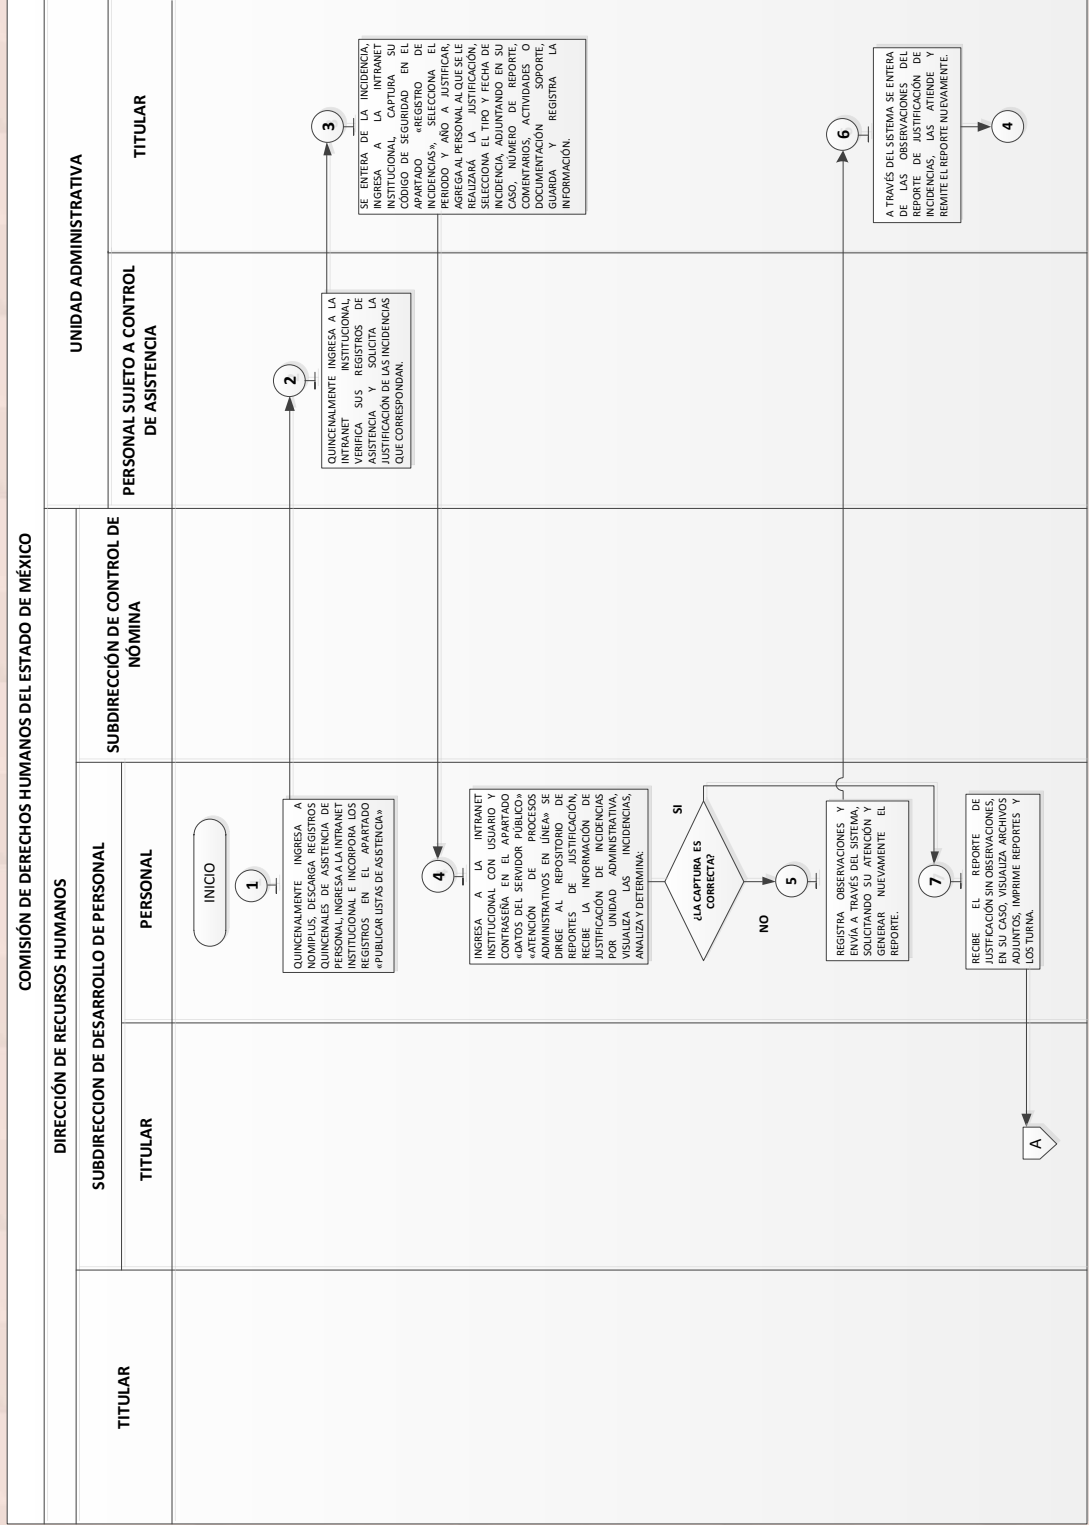 COMISIÓN DE DERECHOS HUMANOS DEL ESTADO DE MÉXICO
DIRECCIÓN DE RECURSOS HUMANOS
UNIDAD ADMINISTRATIVA
TITULAR
SUBDIRECCION DE DESARROLLO DE PERSONAL
TITULAR
PERSONAL
SUBDIRECCIÓN DE CONTROL DE
NÓMINA
PERSONAL SUJETO A CONTROL
DE ASISTENCIA
TITULAR
INICIO
1
QUINCENALMENTE INGRESA A
NOMIPLUS, DESCARGA REGISTROS
QUINCENALES DE ASISTENCIA DE
PERSONAL, INGRESA A LA INTRANET
INSTITUCIONAL E INCORPORA LOS
REGISTROS EN EL APARTADO
«PUBLICAR LISTAS DE ASISTENCIA»
2
QUINCENALMENTE INGRESA A LA
INTRANET INSTITUCIONAL,
VERIFICA SUS REGISTROS DE
ASISTENCIA Y SOLICITA LA
JUSTIFICACIÓN DE LAS INCIDENCIAS
QUE CORRESPONDAN.
3
SE ENTERA DE LA INCIDENCIA,
INGRESA A LA INTRANET
INSTITUCIONAL, CAPTURA SU
CÓDIGO DE SEGURIDAD EN EL
APARTADO «REGISTRO DE
INCIDENCIAS», SELECCIONA EL
PERIODO Y AÑO A JUSTIFICAR,
AGREGA AL PERSONAL AL QUE SE LE
REALIZARÁ LA JUSTIFICACIÓN,
SELECCIONA EL TIPO Y FECHA DE
INCIDENCIA, ADJUNTANDO EN SU
CASO, NÚMERO DE REPORTE,
COMENTARIOS, ACTIVIDADES O
DOCUMENTACIÓN SOPORTE,
GUARDA Y REGISTRA LA
INFORMACIÓN.
4
INGRESA A LA INTRANET
INSTITUCIONAL CON USUARIO Y
CONTRASEÑA EN EL APARTADO
«DATOS DEL SERVIDOR PÚBLICO»
«ATENCIÓN DE PROCESOS
ADMINISTRATIVOS EN LÍNEA» SE
DIRIGE AL REPOSITORIO DE
REPORTES DE JUSTIFICACIÓN,
RECIBE LA INFORMACIÓN DE
JUSTIFICACIÓN DE INCIDENCIAS
POR UNIDAD ADMINISTRATIVA,
VISUALIZA LAS INCIDENCIAS,
ANALIZA Y DETERMINA:
¿LA CAPTURA ES
CORRECTA?
SI
NO
5
REGISTRA OBSERVACIONES Y
ENVÍA A TRAVÉS DEL SISTEMA,
SOLICITANDO SU ATENCIÓN Y
GENERAR NUEVAMENTE EL
REPORTE.
6
A TRAVÉS DEL SISTEMA SE ENTERA
DE LAS OBSERVACIONES DEL
REPORTE DE JUSTIFICACIÓN DE
INCIDENCIAS, LAS ATIENDE Y
REMITE EL REPORTE NUEVAMENTE.
4
7
RECIBE EL REPORTE DE
JUSTFICACIÓN SIN OBSERVACIONES,
EN SU CASO, VISUALIZA ARCHIVOS
ADJUNTOS, IMPRIME REPORTES Y
LOS TURNA.
A